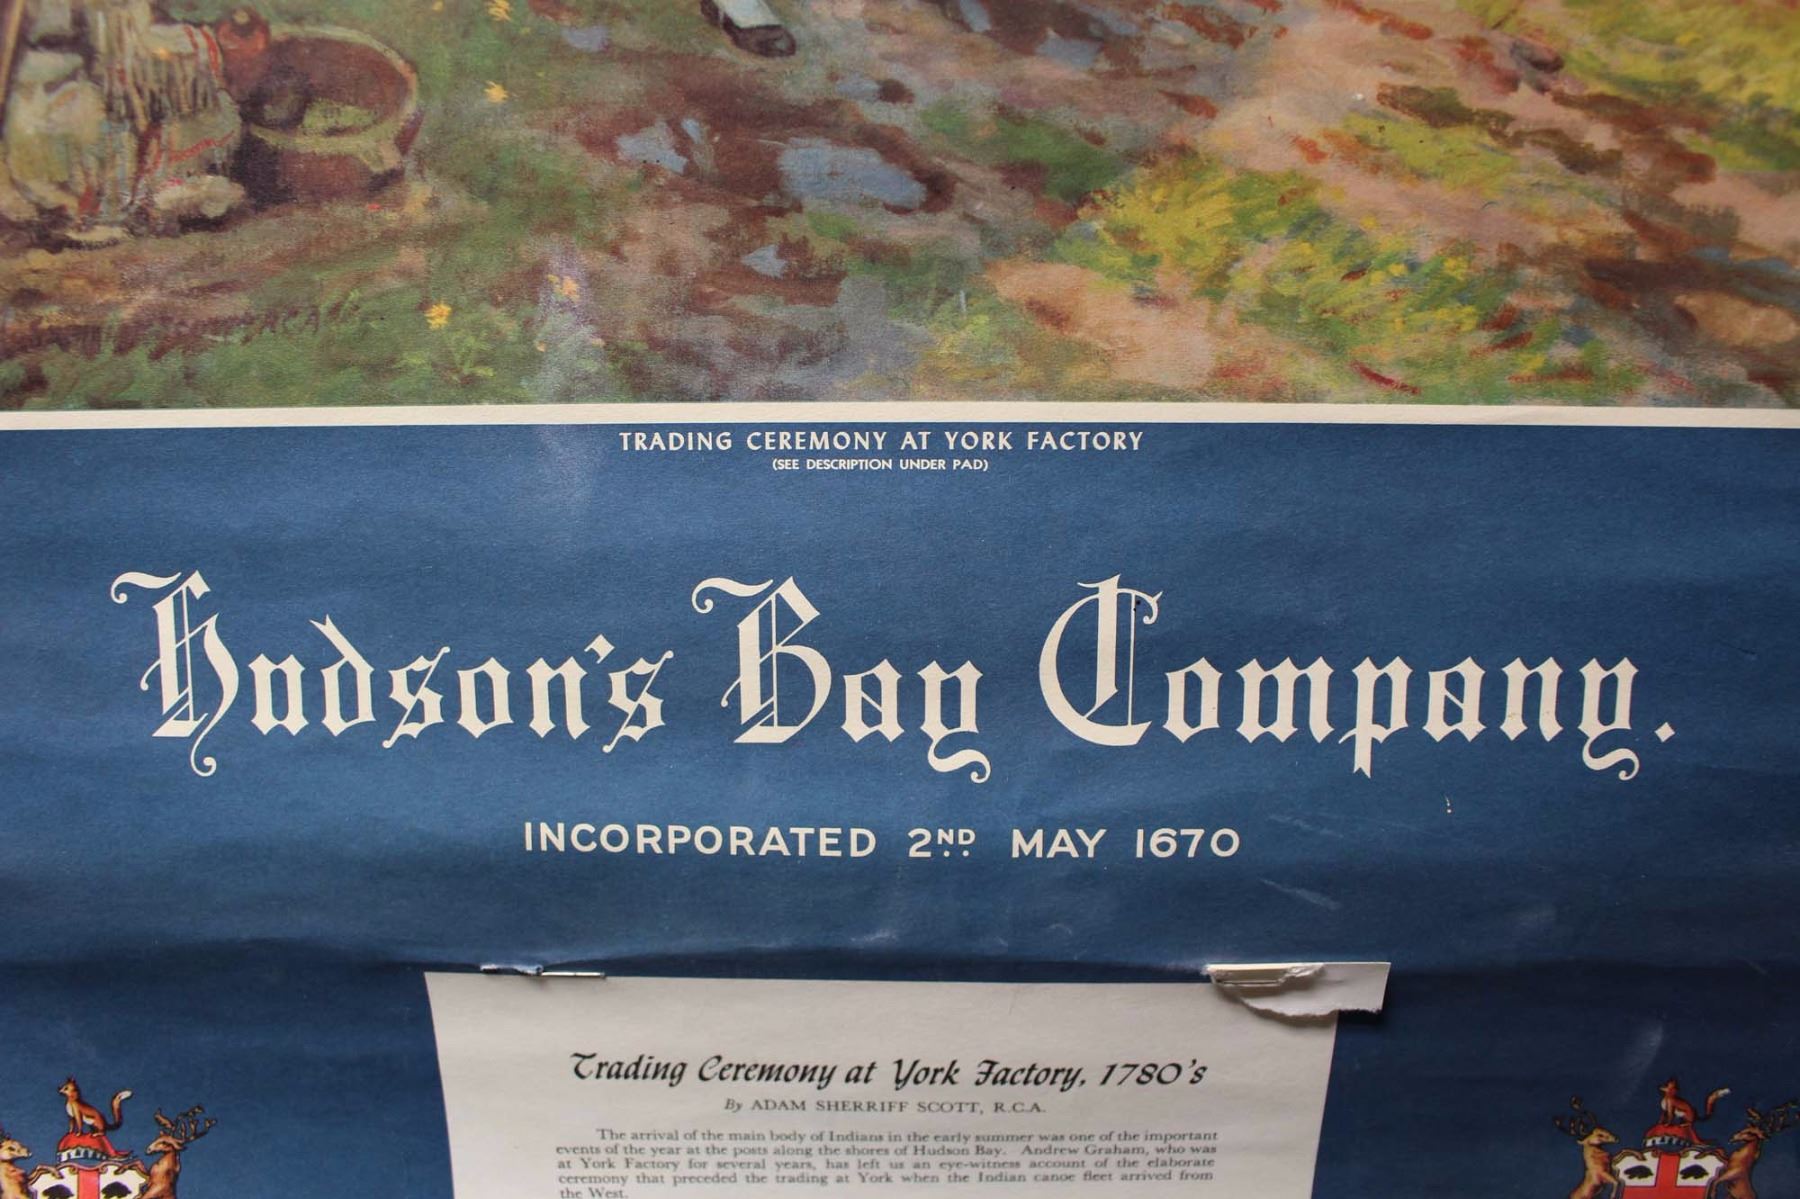 TRADING CEREMONY AT YORK FACTORY
(SEE DESCRIPTION UNDER PAD)
Hudson's Bay Company.
INCORPORATED 2ND MAY 1670
Trading Ceremony at York Factory, 1780's
By ADAM SHERRIFF SCOTT, R.C.A.
The arrival of the main body of Indians in the early summer was one of the important
events of the year at the posts along the shores of Hudson Bay. Andrew Graham, who was
at York Factory for several years, has left us an eye-witness account of the elaborate
ceremony that preceded the trading at York when the Indian canoe fleet arrived from
the West.